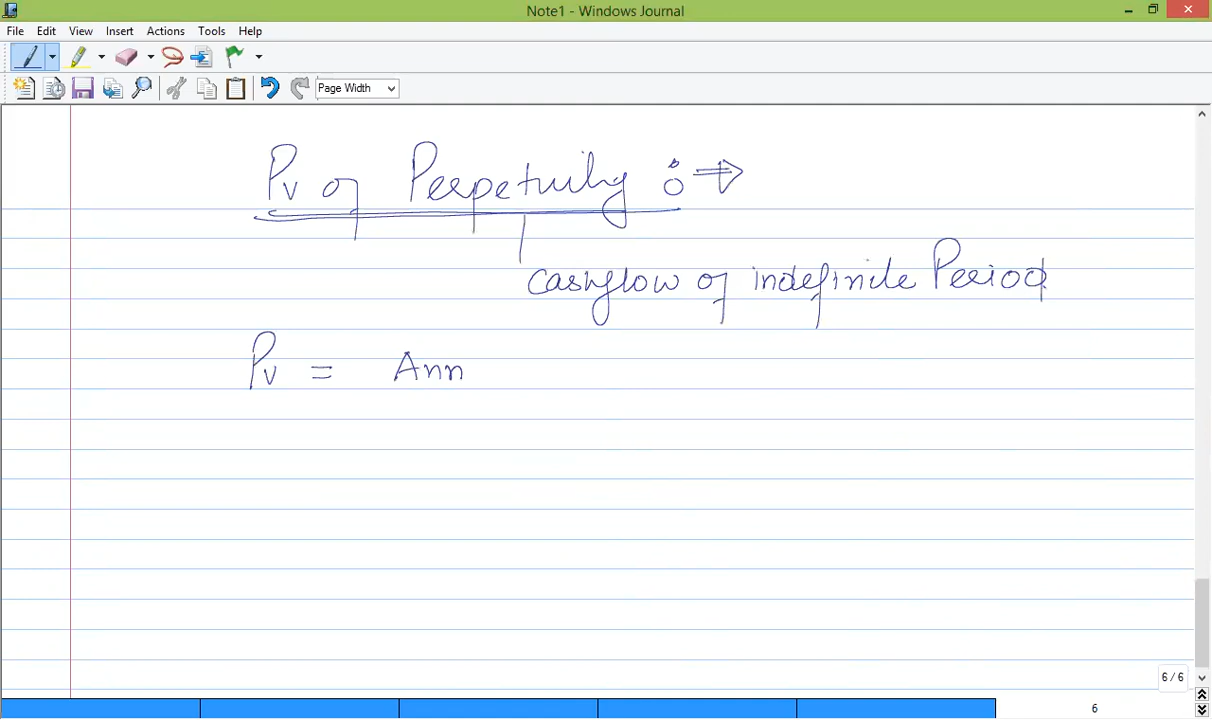 Note1 - Windows Journal
File Edit View Insert Actions Tools Help
Page Width
Pv of Perpetuity :⇒
cashflow of indefinite Period
Pv = Ann
6 / 6
6